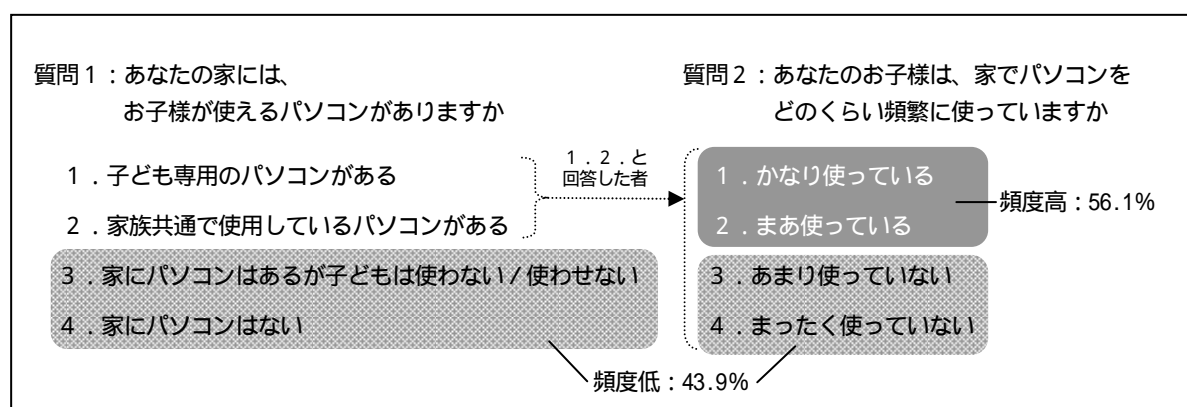 質問１：あなたの家には、
お子様が使えるパソコンがありますか
１．子ども専用のパソコンがある
２．家族共通で使用しているパソコンがある
３．家にパソコンはあるが子どもは使わない/使わせない
４．家にパソコンはない
１．２．と
回答した者
質問２：あなたのお子様は、家でパソコンを
どのくらい頻繁に使っていますか
１．かなり使っている
２．まあ使っている
３．あまり使っていない
４．まったく使っていない
頻度高：56.1%
頻度低：43.9%